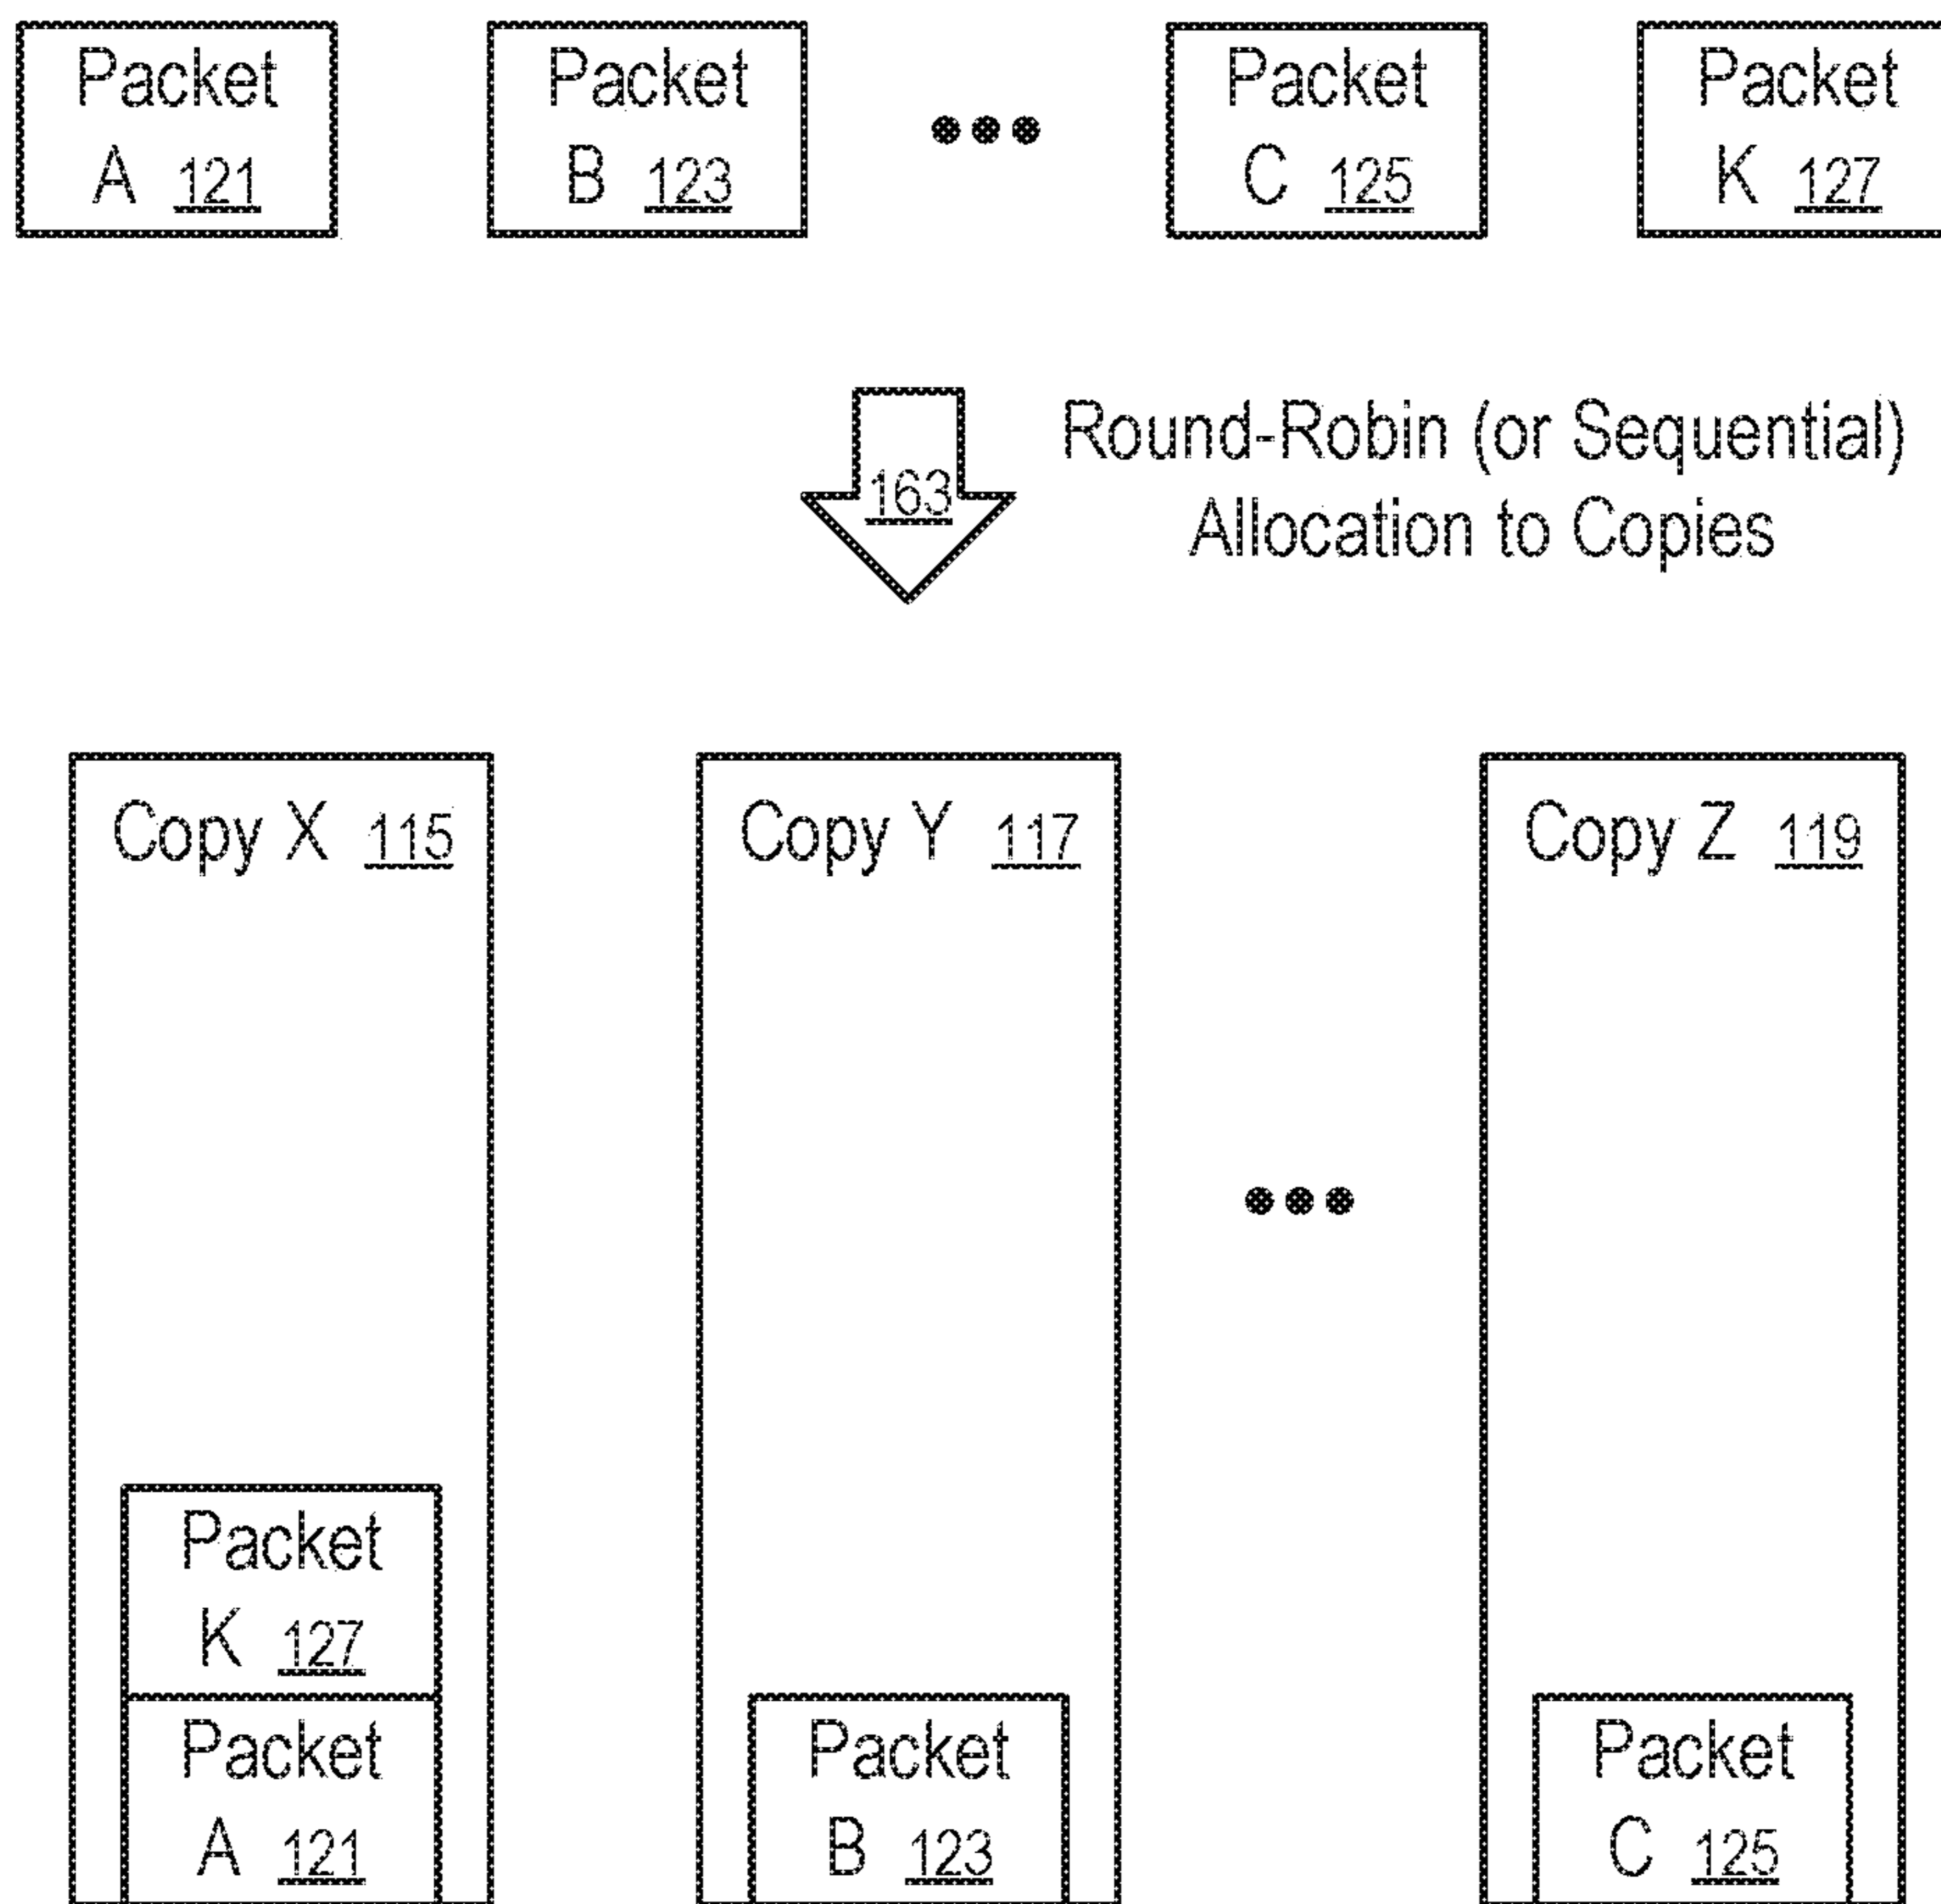 Packet
A 121
Packet
B 123
Packet
C 125
Packet
K 127
163
Round-Robin (or Sequential)
Allocation to Copies
Copy X 115
Copy Y 117
Copy Z 119
Packet
K 127
Packet
A 121
Packet
B 123
Packet
C 125